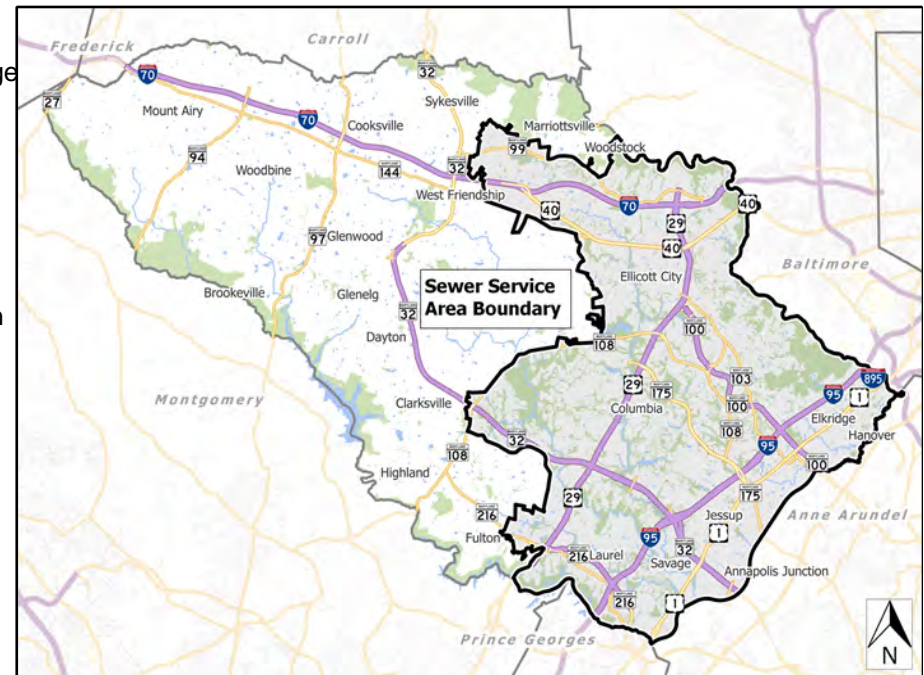 Frederick
Carroll
ge
70
32
27
Mount Airy
Sykesville
70
Cooksville
Marriottsville
99
Woodstock
94
Woodbine
144
32
West Friendship
40
70
29
40
97
Glenwood
40
Baltimore
Ellicott City
Brookeville
Glenelg
Sewer Service
Area Boundary
n
32
Dayton
108
100
103
895
29
175
95
1
Montgomery
Clarksville
Columbia
100
Elkridge
108
Hanover
32
95
108
100
Highland
29
175
216
Jessup
Anne Arundel
Fulton
95
1
216
Laurel
32
Savage
Annapolis Junction
216
1
Prince Georges
N